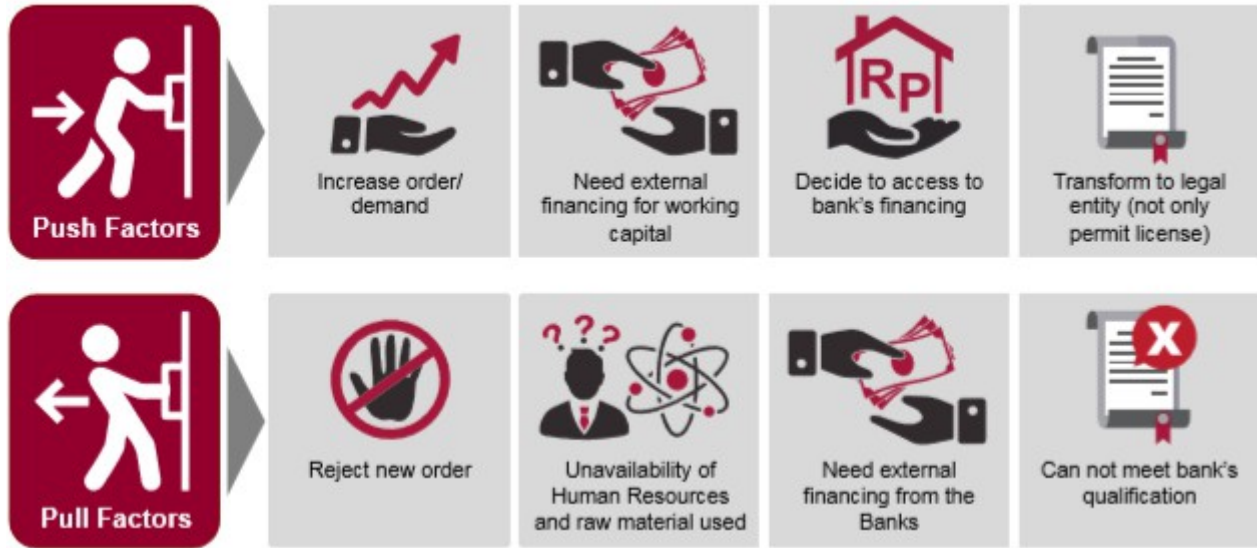 Push Factors
Increase order/
demand
Need external
financing for working
capital
RP
Decide to access to
bank's financing
Transform to legal
entity (not only
permit license)
Pull Factors
Reject new order
? ? ?
Unavailability of
Human Resources
and raw material used
Need external
financing from the
Banks
X
Can not meet bank's
qualification